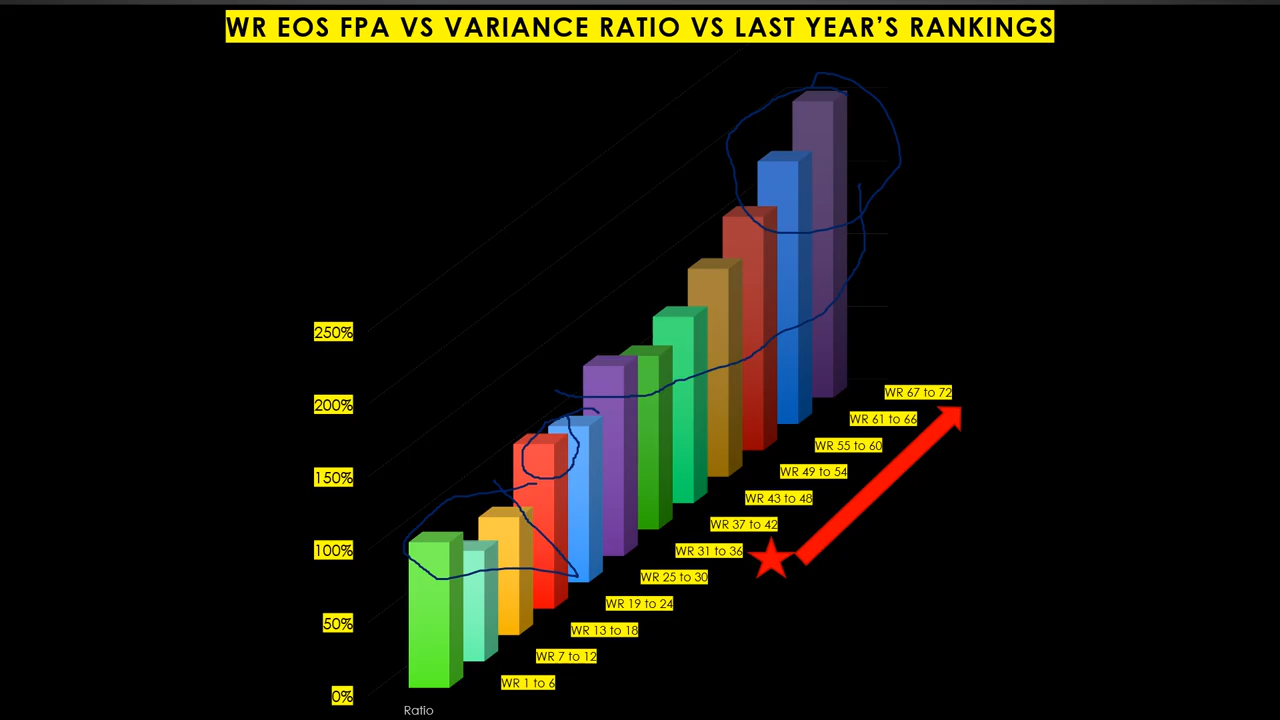 WR EOS FPA VS VARIANCE RATIO VS LAST YEAR’S RANKINGS
250%
200%
150%
100%
50%
0%
WR 67 to 72
WR 61 to 66
WR 55 to 60
WR 49 to 54
WR 43 to 48
WR 37 to 42
WR 31 to 36
WR 25 to 30
WR 19 to 24
WR 13 to 18
WR 7 to 12
WR 1 to 6
Ratio